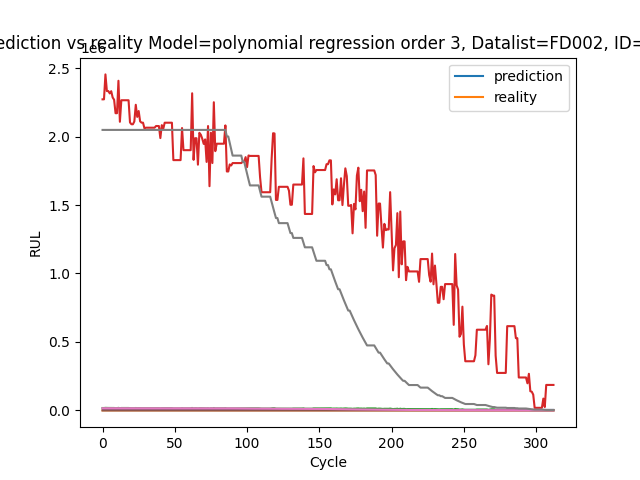 ediction vs reality Model=polynomial regression order 3, Datalist=FD002, ID=
1e6
prediction
reality
2.5
2.0
1.5
1.0
0.5
0.0
RUL
0 50 100 150 200 250 300
Cycle